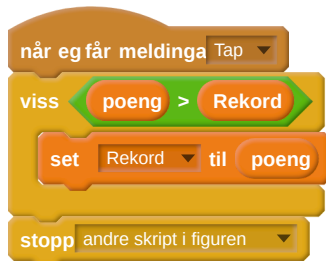 når eg får meldinga Tap
viss poeng > Rekord
set Rekord til poeng
stopp andre skript i figuren